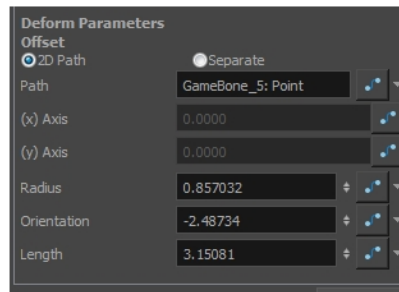 Deform Parameters
Offset
2D Path Separate
Path GameBone_5: Point
(x) Axis 0.0000
(y) Axis 0.0000
Radius 0.857032
Orientation -2.48734
Length 3.15081